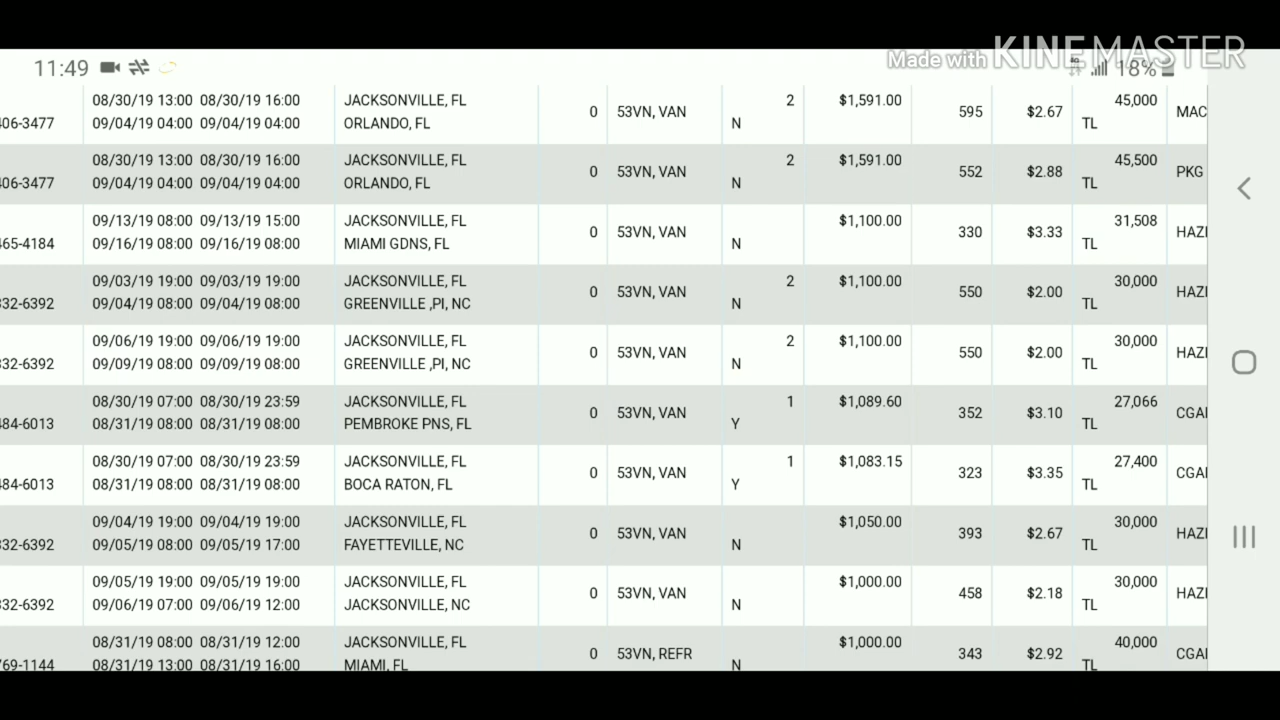 Made with KINEMASTER
11:49 18%
08/30/19 13:00 08/30/19 16:00 JACKSONVILLE, FL 2 $1,591.00 45,000
406-3477 09/04/19 04:00 09/04/19 04:00 ORLANDO, FL 0 53VN, VAN N 595 $2.67 TL MAC
08/30/19 13:00 08/30/19 16:00 JACKSONVILLE, FL 2 $1,591.00 45,500
406-3477 09/04/19 04:00 09/04/19 04:00 ORLANDO, FL 0 53VN, VAN N 552 $2.88 TL PKG
09/13/19 08:00 09/13/19 15:00 JACKSONVILLE, FL $1,100.00 31,508
465-4184 09/16/19 08:00 09/16/19 08:00 MIAMI GDNS, FL 0 53VN, VAN N 330 $3.33 TL HAZ
09/03/19 19:00 09/03/19 19:00 JACKSONVILLE, FL 2 $1,100.00 30,000
332-6392 09/04/19 08:00 09/04/19 08:00 GREENVILLE ,PI, NC 0 53VN, VAN N 550 $2.00 TL HAZ
09/06/19 19:00 09/06/19 19:00 JACKSONVILLE, FL 2 $1,100.00 30,000
332-6392 09/09/19 08:00 09/09/19 08:00 GREENVILLE ,PI, NC 0 53VN, VAN N 550 $2.00 TL HAZ
08/30/19 07:00 08/30/19 23:59 JACKSONVILLE, FL 1 $1,089.60 27,066
484-6013 08/31/19 08:00 08/31/19 08:00 PEMBROKE PNS, FL 0 53VN, VAN Y 352 $3.10 TL CGA
08/30/19 07:00 08/30/19 23:59 JACKSONVILLE, FL 1 $1,083.15 27,400
484-6013 08/31/19 08:00 08/31/19 08:00 BOCA RATON, FL 0 53VN, VAN Y 323 $3.35 TL CGA
09/04/19 19:00 09/04/19 19:00 JACKSONVILLE, FL $1,050.00 30,000
332-6392 09/05/19 08:00 09/05/19 17:00 FAYETTEVILLE, NC 0 53VN, VAN N 393 $2.67 TL HAZ
09/05/19 19:00 09/05/19 19:00 JACKSONVILLE, FL $1,000.00 30,000
332-6392 09/06/19 07:00 09/06/19 12:00 JACKSONVILLE, NC 0 53VN, VAN N 458 $2.18 TL HAZ
08/31/19 08:00 08/31/19 12:00 JACKSONVILLE, FL $1,000.00 40,000
769-1144 08/31/19 13:00 08/31/19 16:00 MIAMI, FL 0 53VN, REFR N 343 $2.92 TL CGA